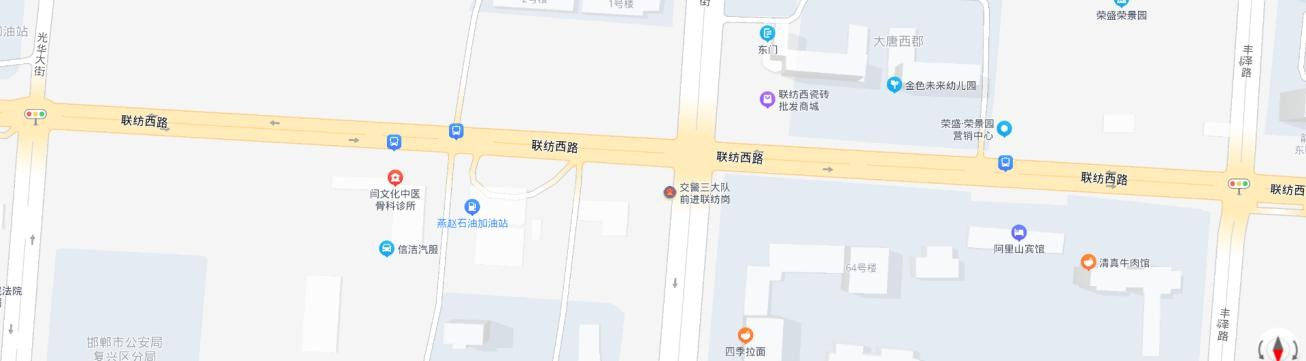 2号楼
1号楼
街
荣盛荣景园
加油站
光华大街
东门
大唐西郡
丰泽路
金色未来幼儿园
联纺西瓷砖
批发商城
联纺西路
荣盛·荣景园
营销中心
联纺西路
联纺西路
联纺西路
联纺西
闫文化中医
骨科诊所
交警三大队
前进联纺岗
燕赵石油加油站
信洁汽服
阿里山宾馆
清真牛肉馆
64号楼
法院
丰泽路
邯郸市公安局
复兴区分局
四季拉面